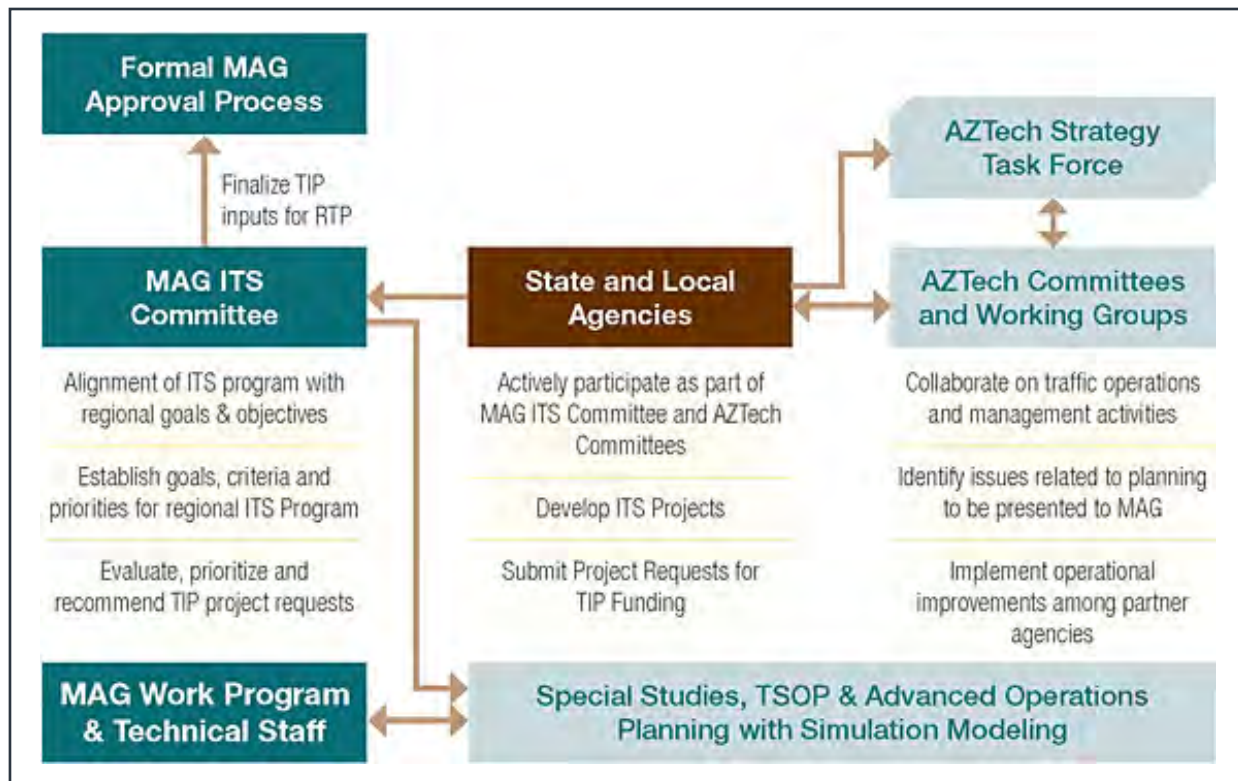 Formal MAG
Approval Process
Finalize TIP
inputs for RTP
MAG ITS
Committee
Alignment of ITS program with
regional goals & objectives
Establish goals, criteria and
priorities for regional ITS Program
Evaluate, prioritize and
recommend TIP project requests
MAG Work Program
& Technical Staff
State and Local
Agencies
Actively participate as part of
MAG ITS Committee and AZTech
Committees
Develop ITS Projects
Submit Project Requests for
TIP Funding
AZTech Strategy
Task Force
AZTech Committees
and Working Groups
Collaborate on traffic operations
and management activities
Identify issues related to planning
to be presented to MAG
Implement operational
improvements among partner
agencies
Special Studies, TSOP & Advanced Operations
Planning with Simulation Modeling